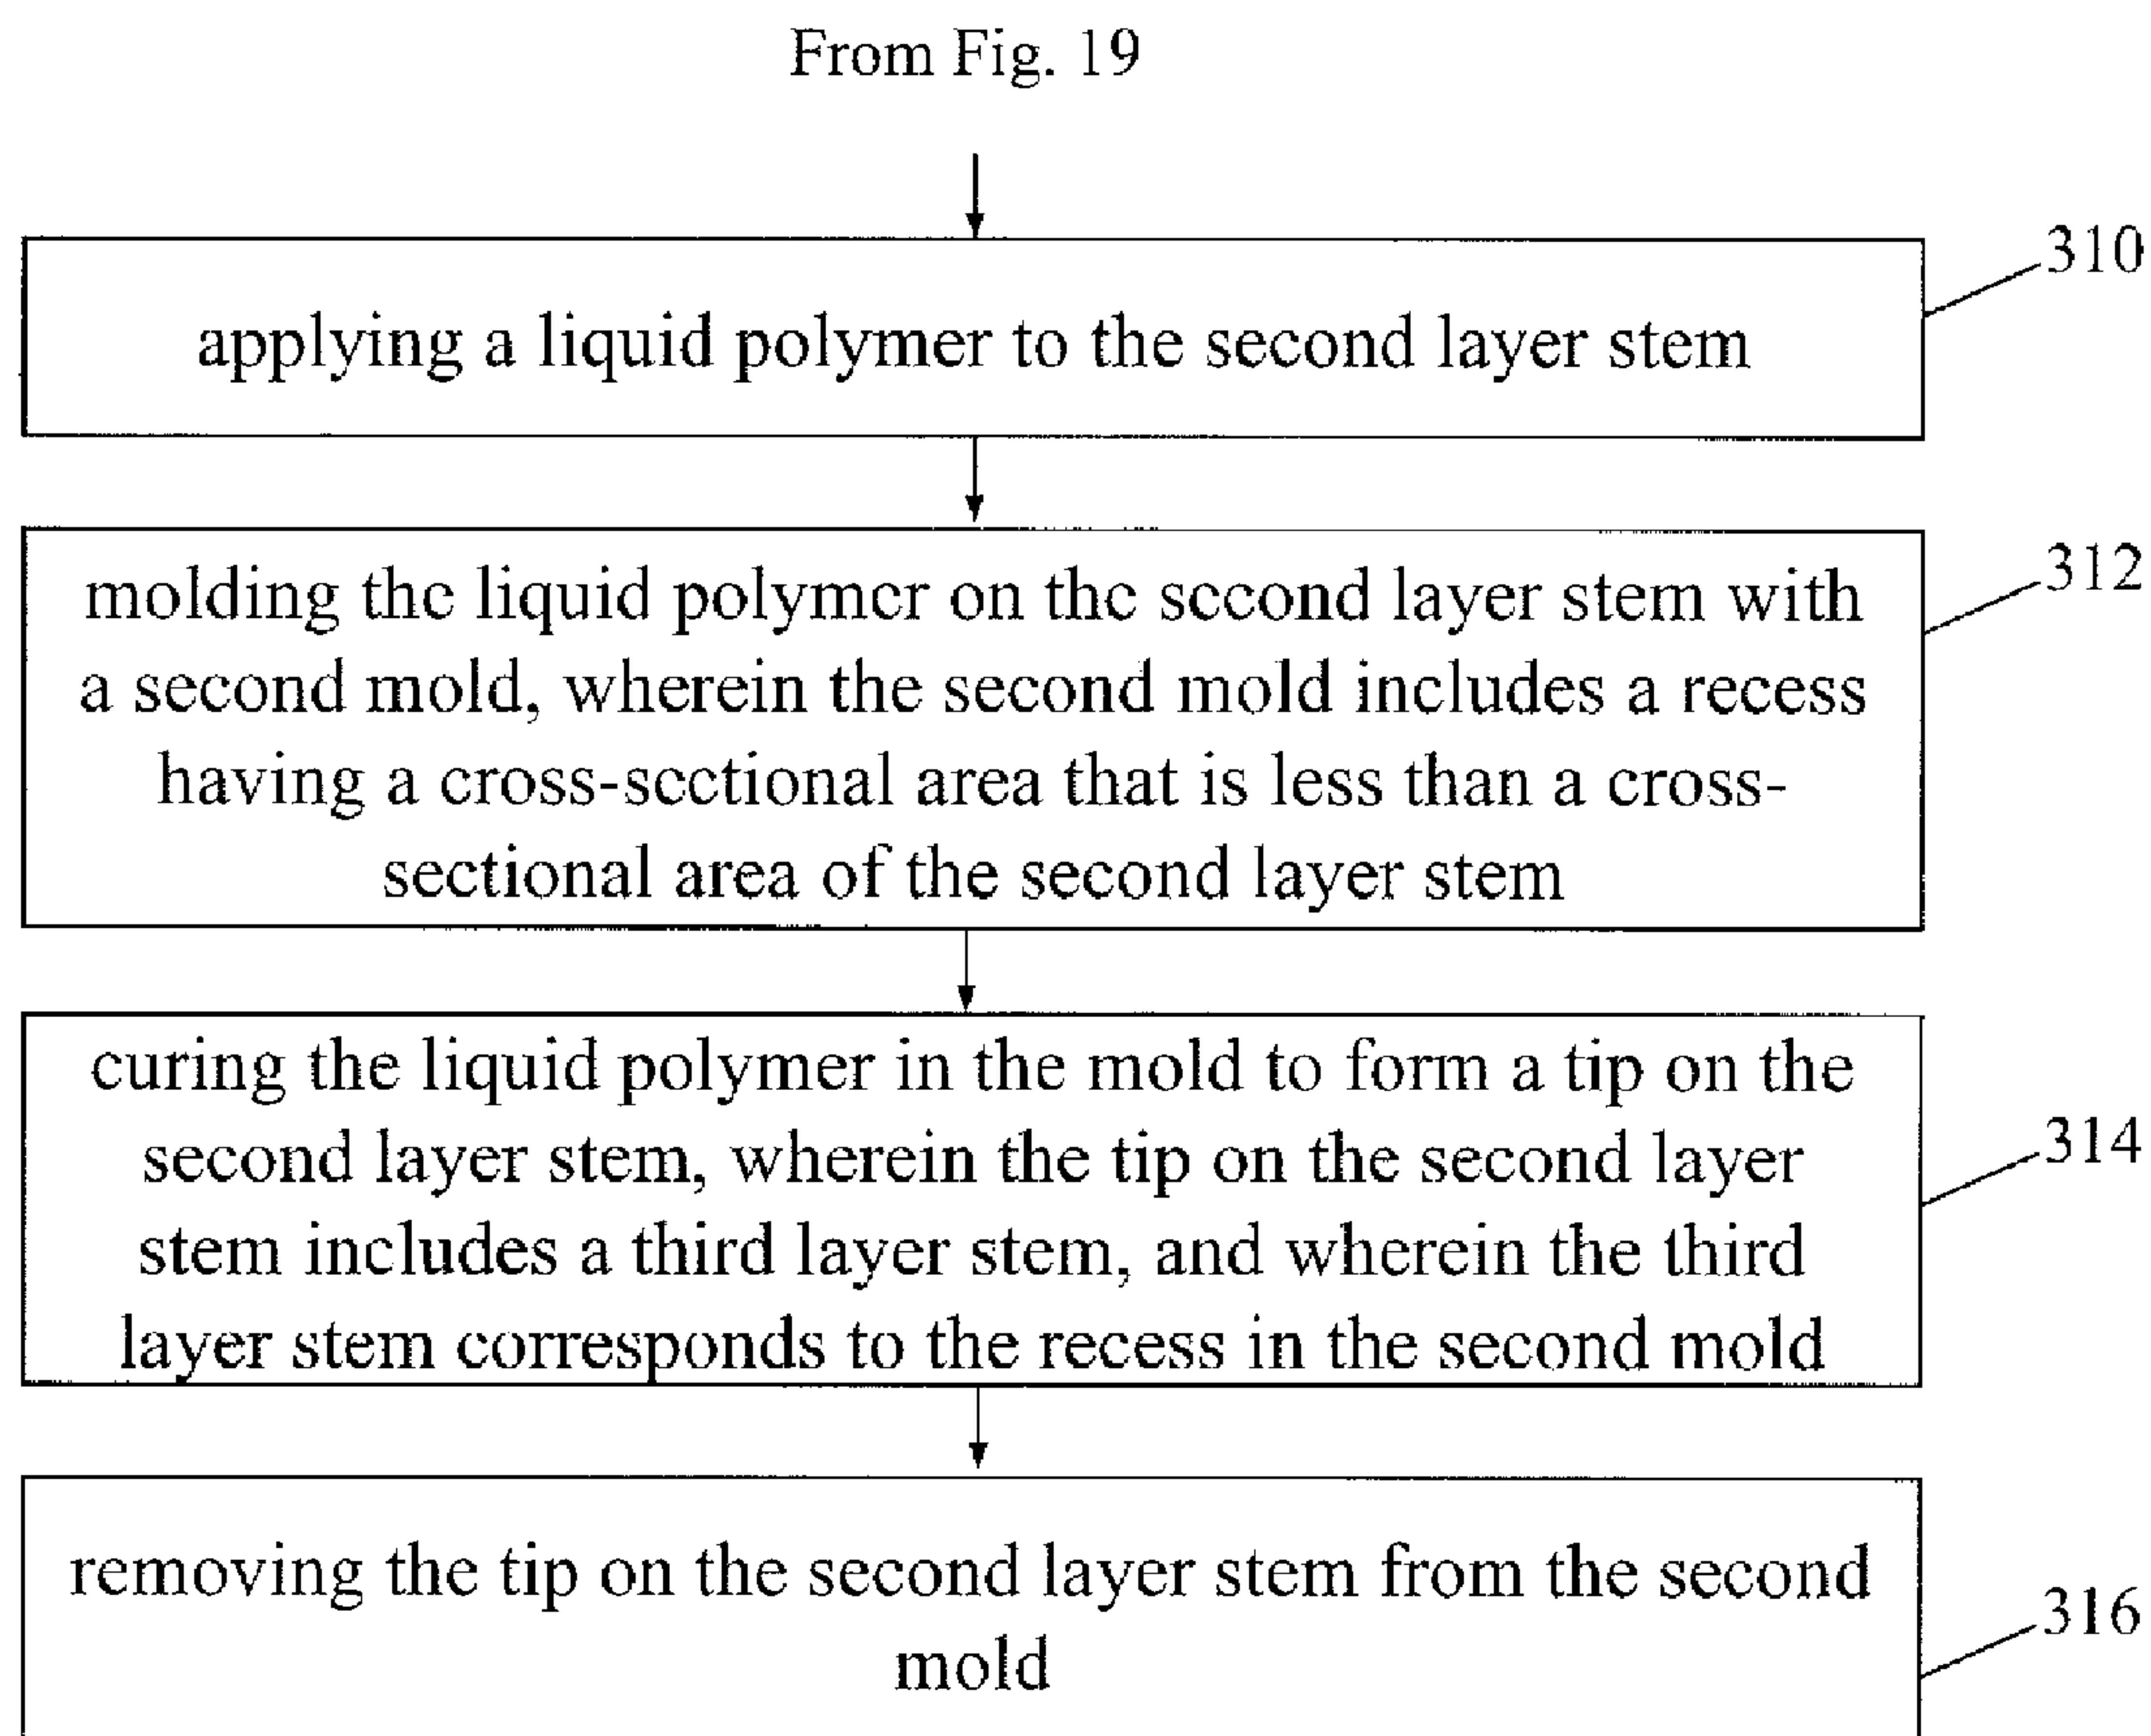 From Fig. 19
310
applying a liquid polymer to the second layer stem
312
molding the liquid polymer on the second layer stem with
a second mold, wherein the second mold includes a recess
having a cross-sectional area that is less than a cross-
sectional area of the second layer stem
314
curing the liquid polymer in the mold to form a tip on the
second layer stem, wherein the tip on the second layer
stem includes a third layer stem, and wherein the third
layer stem corresponds to the recess in the second mold
316
removing the tip on the second layer stem from the second
mold